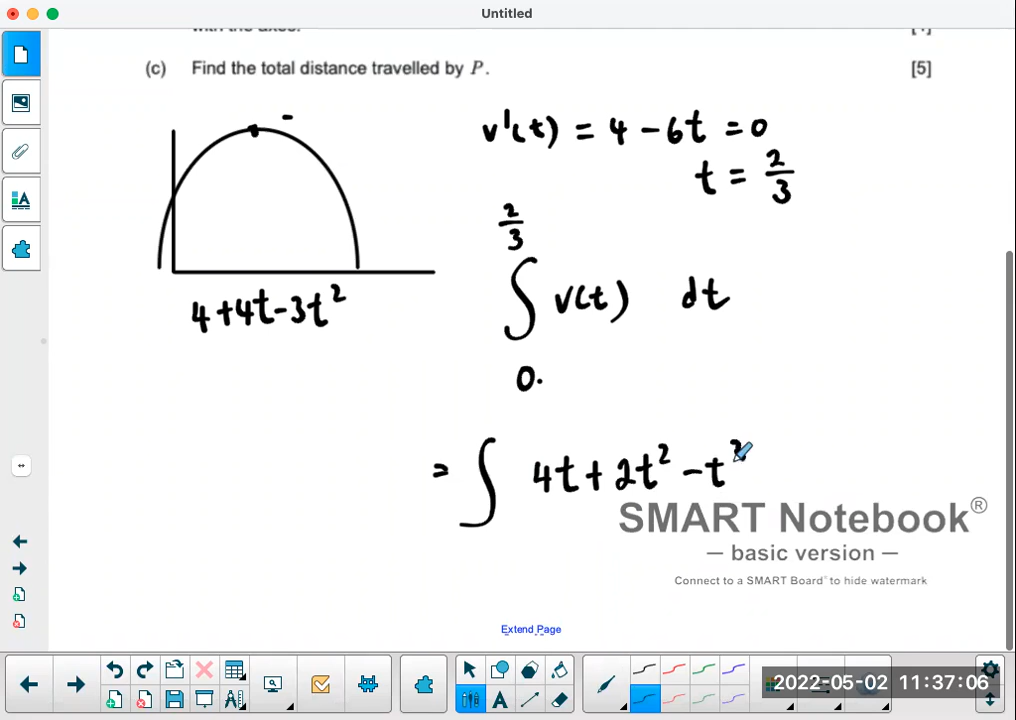 Untitled
(c) Find the total distance travelled by P. [5]
v'(t) = 4 - 6t = 0
t = 2/3
2/3
∫ v(t) dt
0.
4+4t-3t²
= ∫ 4t + 2t² - t³
SMART Notebook®
— basic version —
Connect to a SMART Board® to hide watermark
Extend Page
A
2022-05-02 11:37:06